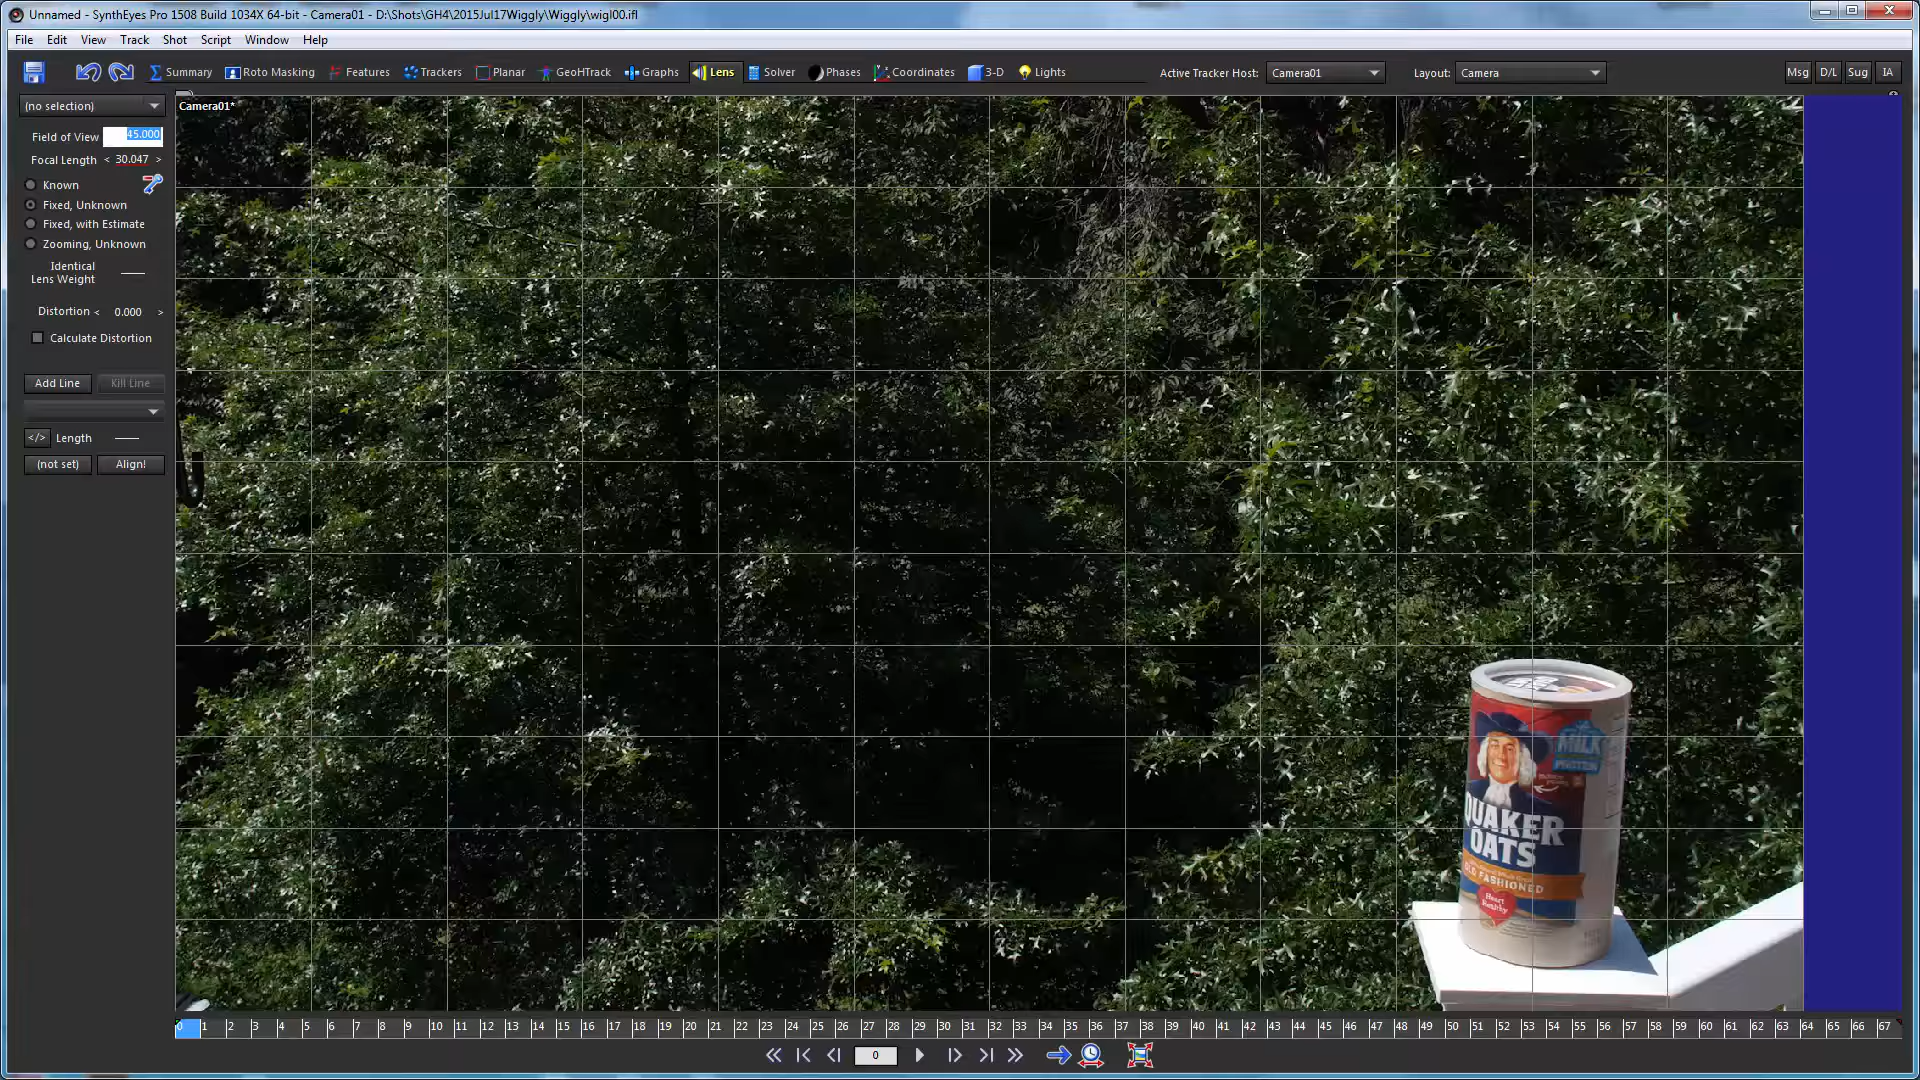 Unnamed - SynthEyes Pro 1508 Build 1034X 64-bit - Camera01 - D:\Shots\GH4\2015Jul17Wiggly\Wiggly\wigl00.ifl
File Edit View Track Shot Script Window Help
Summary Roto Masking Features Trackers Planar GeoHTrack Graphs Lens Solver Phases Coordinates 3-D Lights Active Tracker Host: Camera01 Layout: Camera Msg D/L Sug IA
(no selection)
Camera01*
Field of View 45.000
Focal Length < 30.047 >
Known
Fixed, Unknown
Fixed, with Estimate
Zooming, Unknown
Identical
Lens Weight
Distortion < 0.000 >
Calculate Distortion
Add Line Kill Line
</> Length
(not set) Align!
MILK
PROTEIN
QUAKER
OATS
OLD FASHIONED
Heart
Healthy
0 1 2 3 4 5 6 7 8 9 10 11 12 13 14 15 16 17 18 19 20 21 22 23 24 25 26 27 28 29 30 31 32 33 34 35 36 37 38 39 40 41 42 43 44 45 46 47 48 49 50 51 52 53 54 55 56 57 58 59 60 61 62 63 64 65 66 67
0